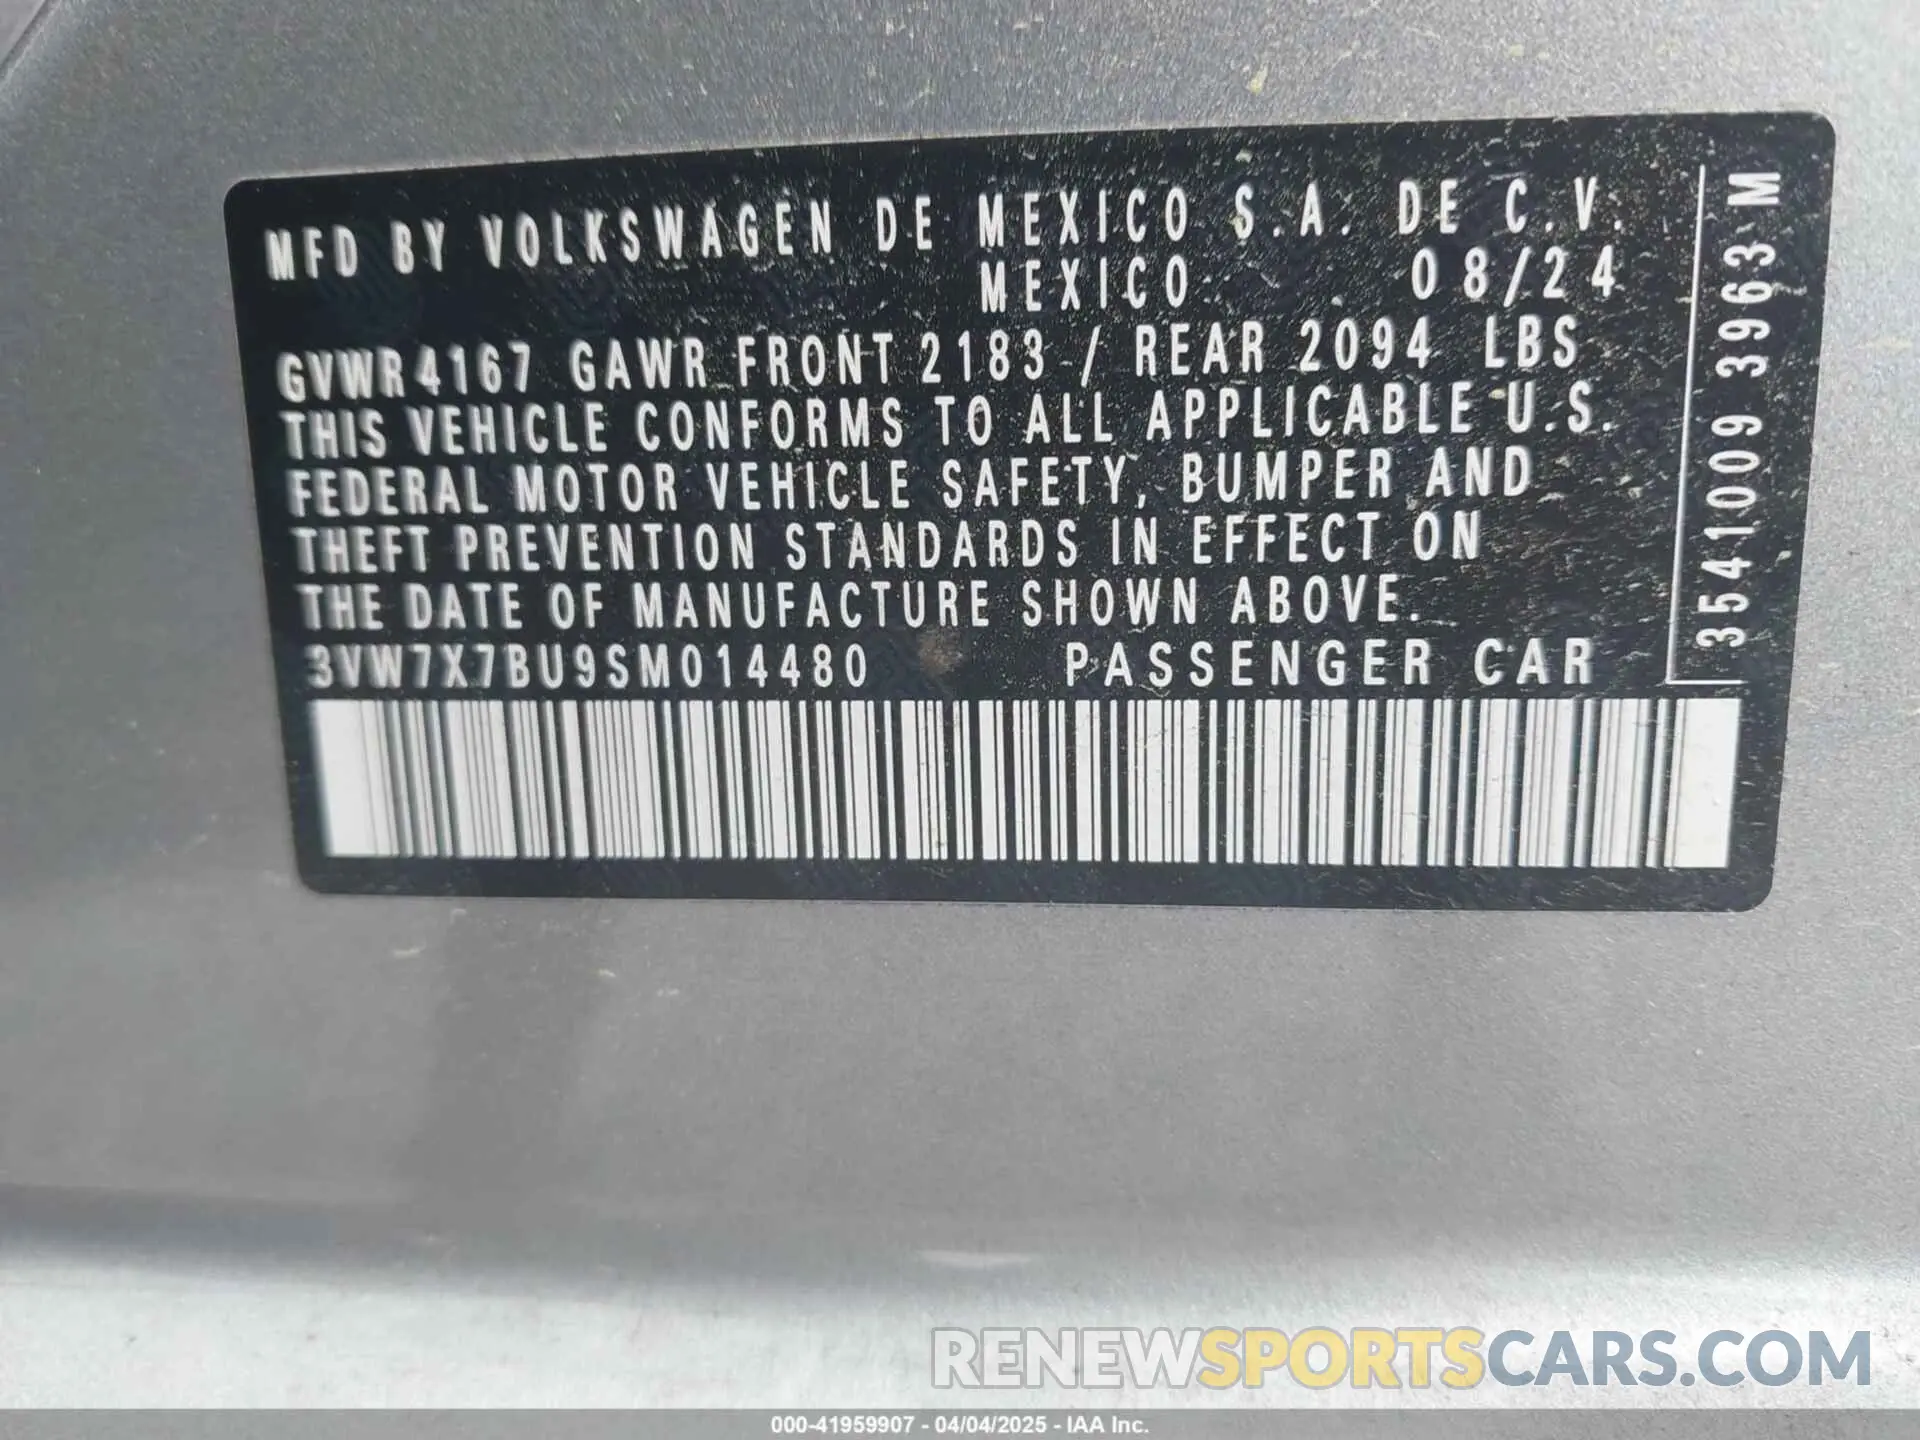 MFD BY VOLKSWAGEN DE MEXICO S.A. DE C.V.
MEXICO 08/24
GVWR 4167 GAWR FRONT 2183 / REAR 2094 LBS
THIS VEHICLE CONFORMS TO ALL APPLICABLE U.S.
FEDERAL MOTOR VEHICLE SAFETY, BUMPER AND
THEFT PREVENTION STANDARDS IN EFFECT ON
THE DATE OF MANUFACTURE SHOWN ABOVE.
3VW7X7BU9SM014480 PASSENGER CAR
3541009 3963 M
RENEWSPORTSCARS.COM
000-41959907 - 04/04/2025 - IAA Inc.